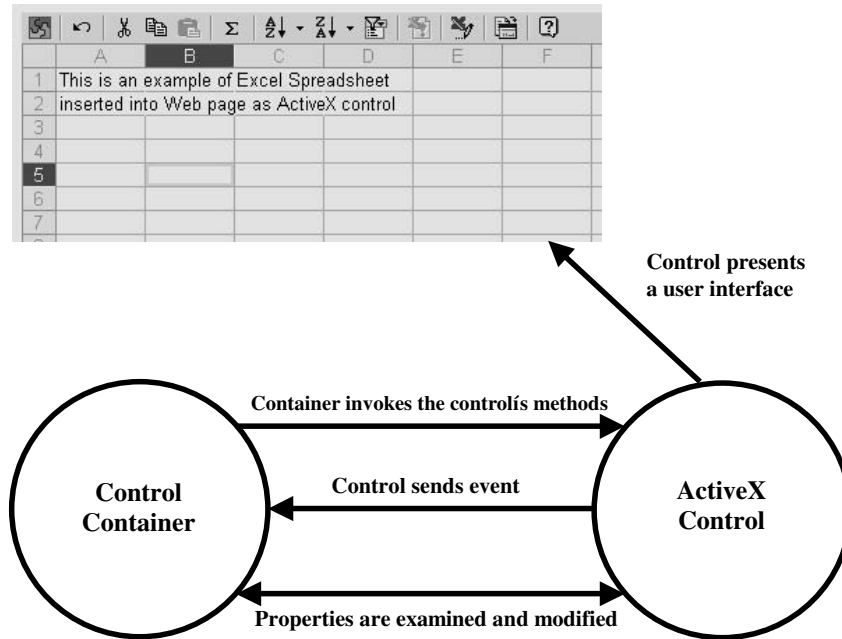 A B C D E F
1 This is an example of Excel Spreadsheet
2 inserted into Web page as ActiveX control
3
4
5
6
7
Control presents
a user interface
Container invokes the controlís methods
Control sends event
Control
Container
ActiveX
Control
Properties are examined and modified